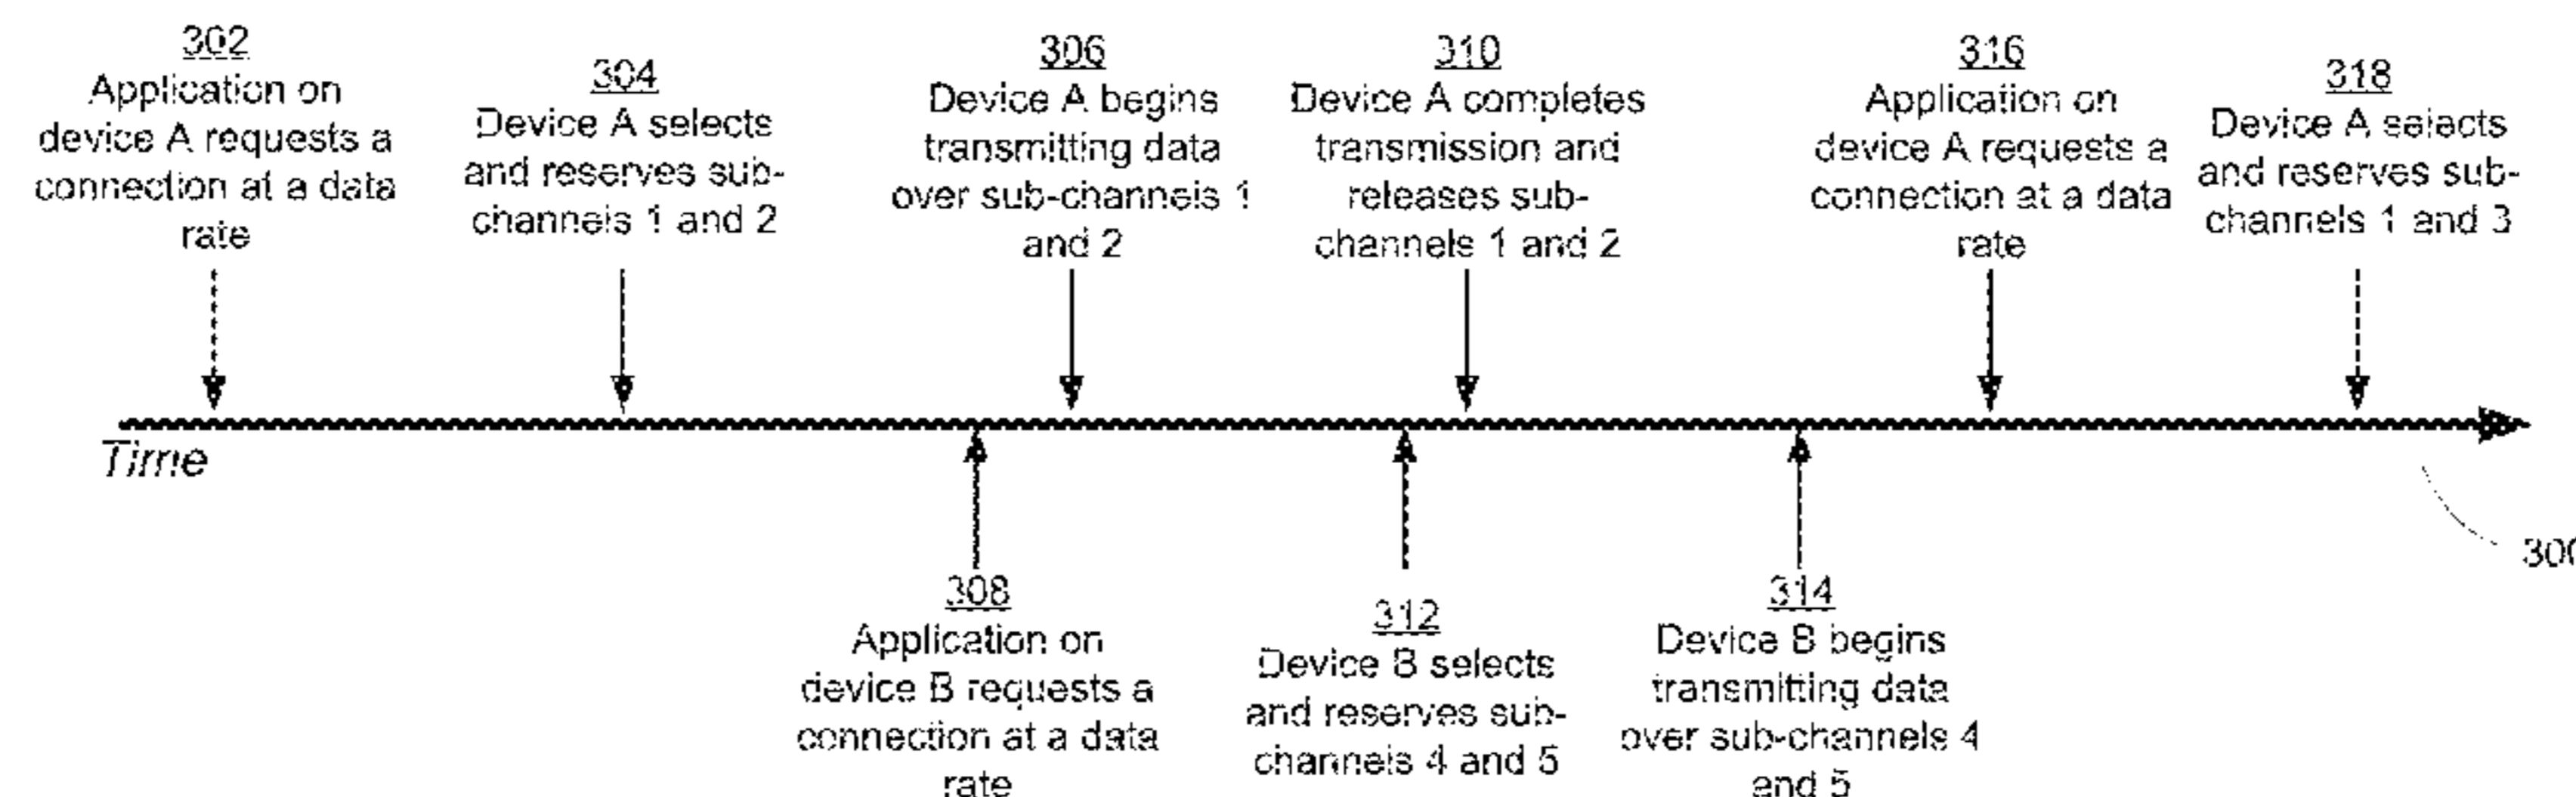 302
Application on
device A requests a
connection at a data
rate
304
Device A selects
and reserves sub-
channels 1 and 2
306
Device A begins
transmitting data
over sub-channels 1
and 2
310
Device A completes
transmission and
releases sub-
channels 1 and 2
316
Application on
device A requests a
connection at a data
rate
318
Device A selects
and reserves sub-
channels 1 and 3
Time
300
308
Application on
device B requests a
connection at a data
rate
312
Device B selects
and reserves sub-
channels 4 and 5
314
Device B begins
transmitting data
over sub-channels 4
and 5